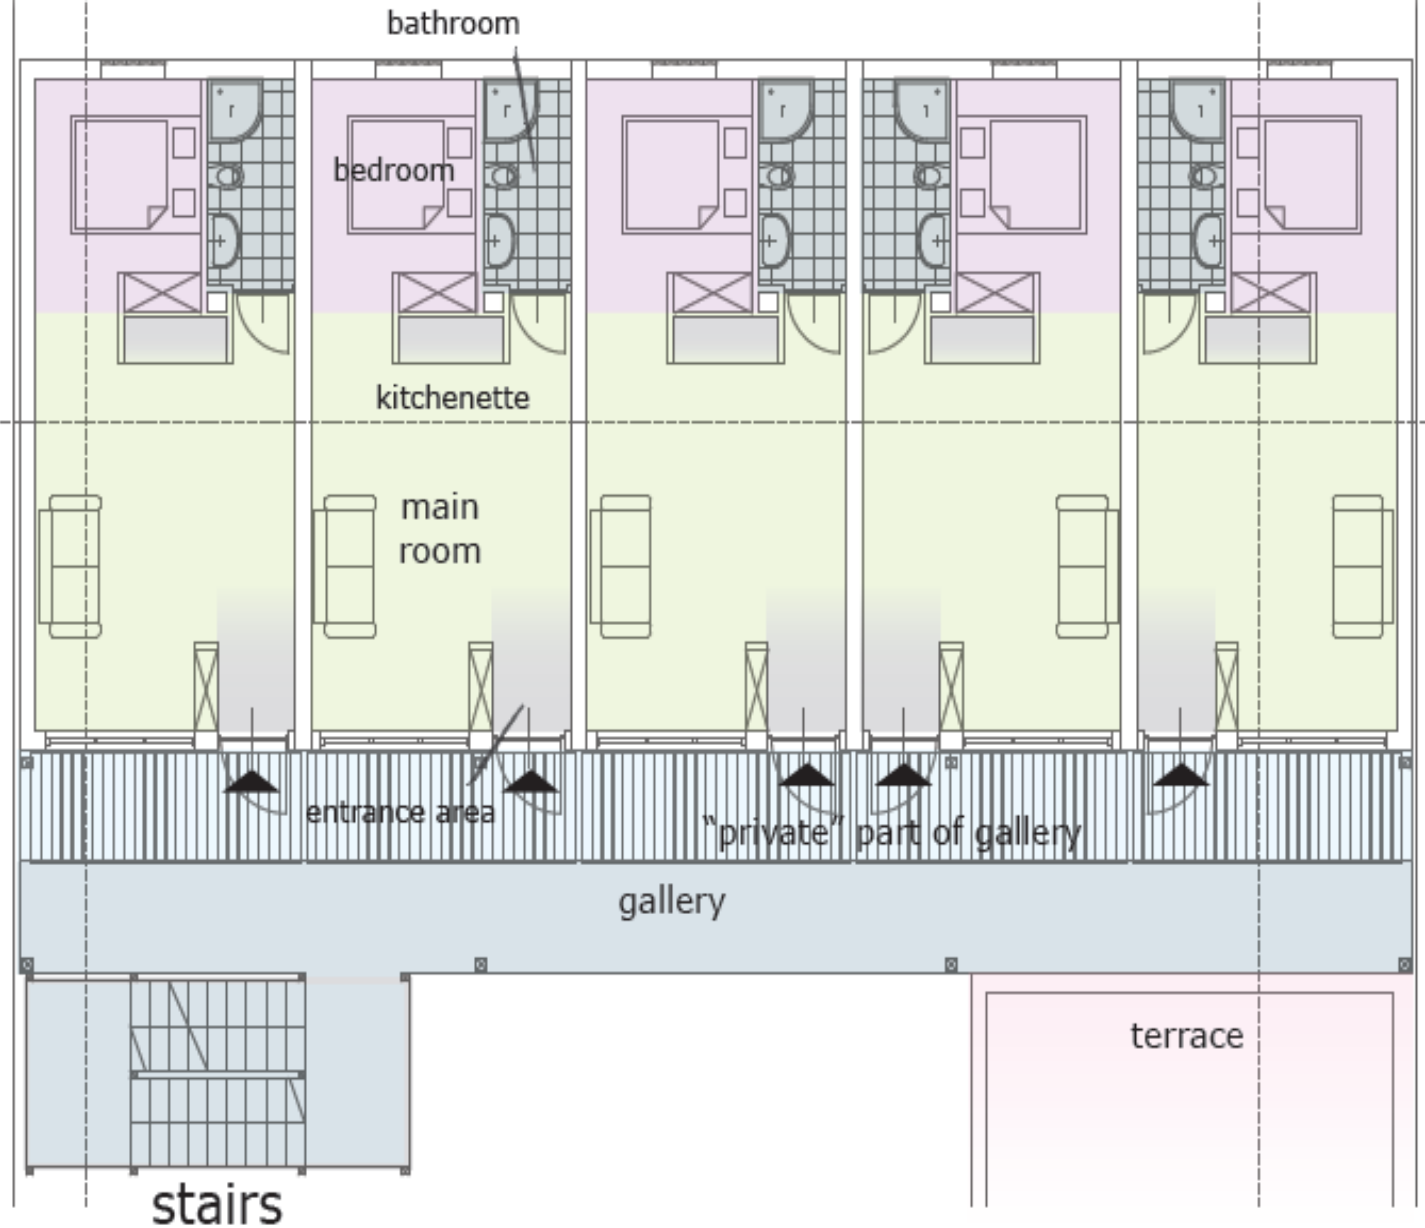 bathroom
bedroom
kitchenette
main
room
entrance area
“private” part of gallery
gallery
terrace
stairs